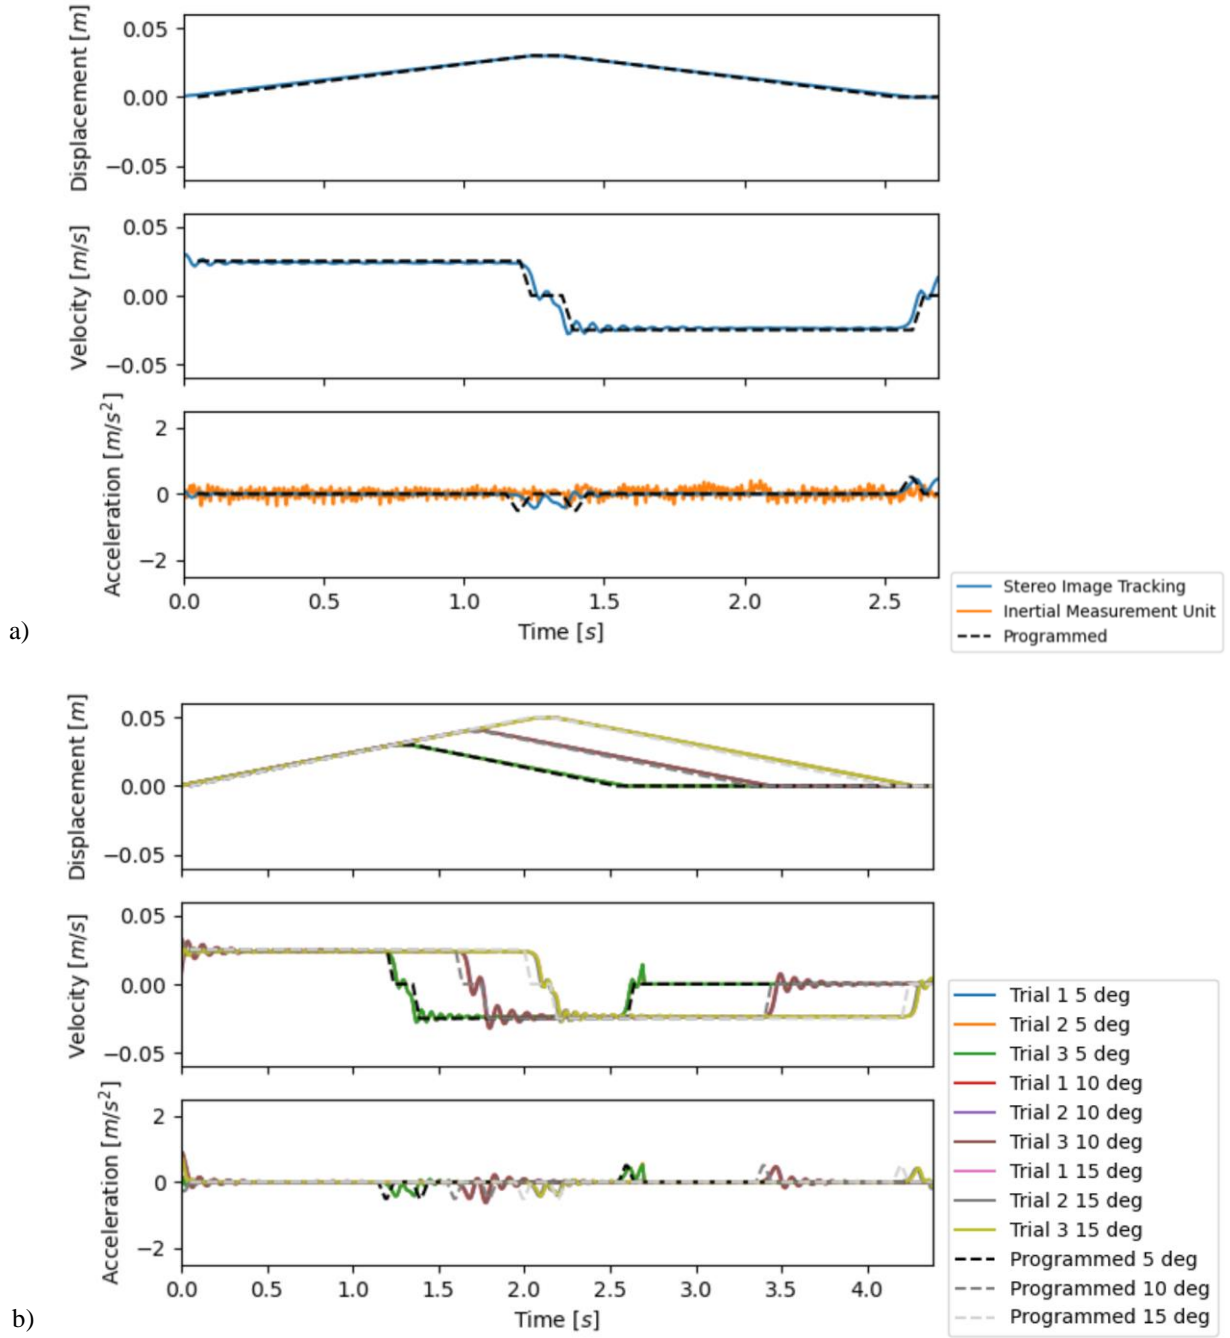 Displacement [m]
0.05
0.00
−0.05
Velocity [m/s]
0.05
0.00
−0.05
Acceleration [m/s²]
2
0
−2
0.0 0.5 1.0 1.5 2.0 2.5
Time [s]
Stereo Image Tracking
Inertial Measurement Unit
Programmed
a)
Displacement [m]
0.05
0.00
−0.05
Velocity [m/s]
0.05
0.00
−0.05
Acceleration [m/s²]
2
0
−2
0.0 0.5 1.0 1.5 2.0 2.5 3.0 3.5 4.0
Time [s]
Trial 1 5 deg
Trial 2 5 deg
Trial 3 5 deg
Trial 1 10 deg
Trial 2 10 deg
Trial 3 10 deg
Trial 1 15 deg
Trial 2 15 deg
Trial 3 15 deg
Programmed 5 deg
Programmed 10 deg
Programmed 15 deg
b)